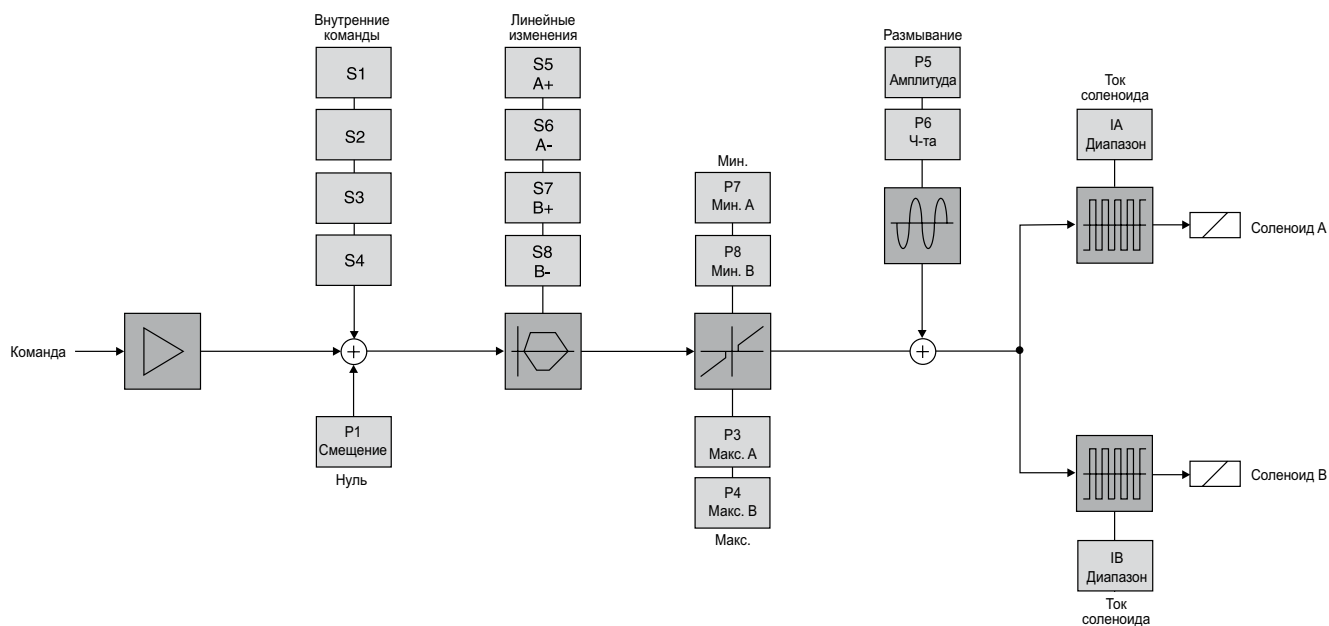 Внутренние
команды
S1
S2
S3
S4
Линейные
изменения
S5
A+
S6
A-
S7
B+
S8
B-
Мин.
P7
Мин. A
P8
Мин. B
Размывание
P5
Амплитуда
P6
Ч-та
Ток
соленоида
IA
Диапазон
Соленоид A
Команда
P1
Смещение
Нуль
P3
Макс. A
P4
Макс. B
Макс.
Соленоид B
IB
Диапазон
Ток
соленоида